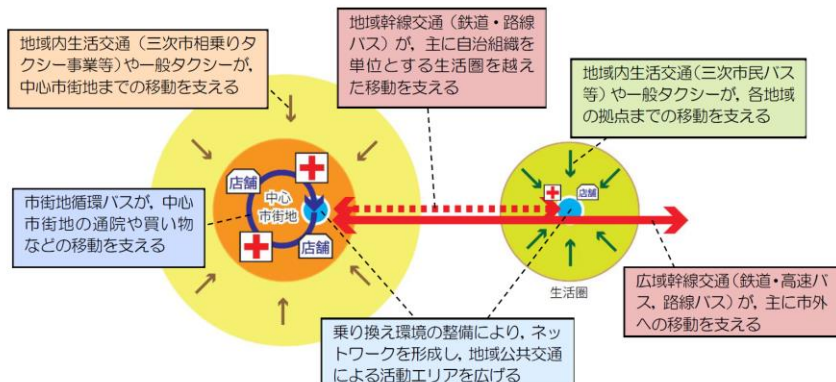 地域内生活交通（三次市相乗りタ
クシー事業等）や一般タクシーが，
中心市街地までの移動を支える
地域幹線交通（鉄道・路線
バス）が，主に自治組織を
単位とする生活圏を越え
た移動を支える
地域内生活交通（三次市民バス
等）や一般タクシーが，各地域
の拠点までの移動を支える
市街地循環バスが，中心
市街地の通院や買い物
などの移動を支える
店舗
中心
市街地
店舗
店舗
生活圏
広域幹線交通（鉄道・高速バ
ス，路線バス）が，主に市外
への移動を支える
乗り換え環境の整備により，ネッ
トワークを形成し，地域公共交通
による活動エリアを広げる